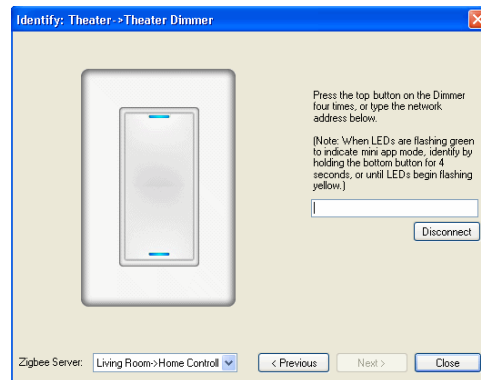 Identify: Theater->Theater Dimmer
Press the top button on the Dimmer
four times, or type the network
address below.
(Note: When LEDs are flashing green
to indicate mini app mode, identify by
holding the bottom button for 4
seconds, or until LEDs begin flashing
yellow.)
Disconnect
Zigbee Server: Living Room->Home Controll < Previous Next > Close